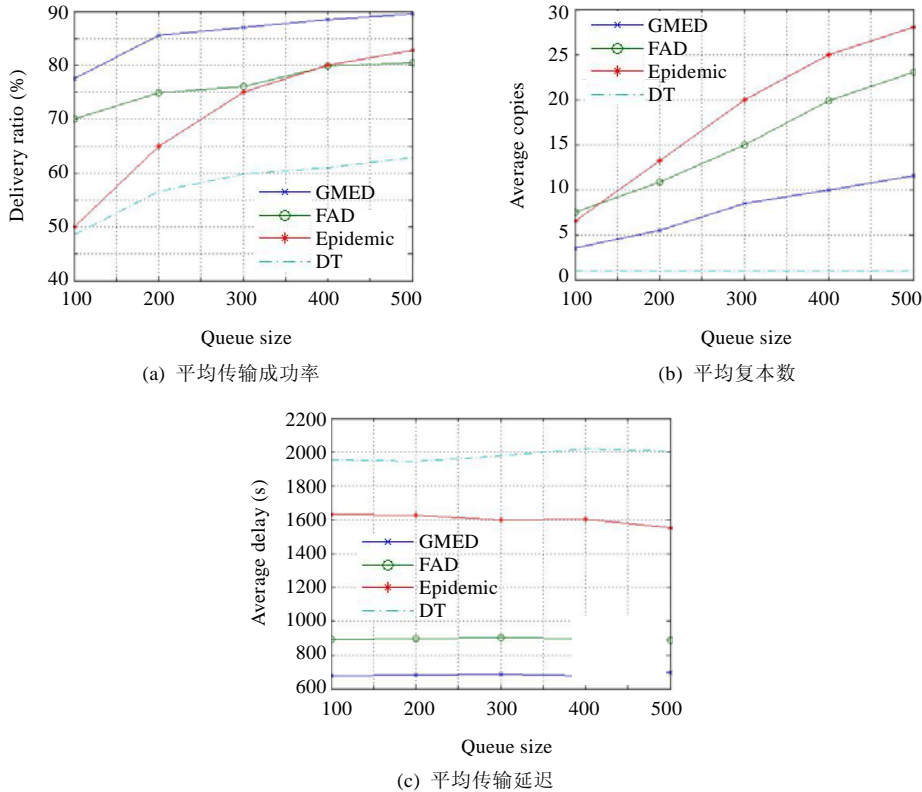 90
80
70
60
50
40
Delivery ratio (%)
GMED
FAD
Epidemic
DT
100 200 300 400 500
Queue size
(a) 平均传输成功率
30
25
20
15
10
5
0
Average copies
GMED
FAD
Epidemic
DT
100 200 300 400 500
Queue size
(b) 平均复本数
2200
2000
1800
1600
1400
1200
1000
800
600
Average delay (s)
GMED
FAD
Epidemic
DT
100 200 300 400 500
Queue size
(c) 平均传输延迟